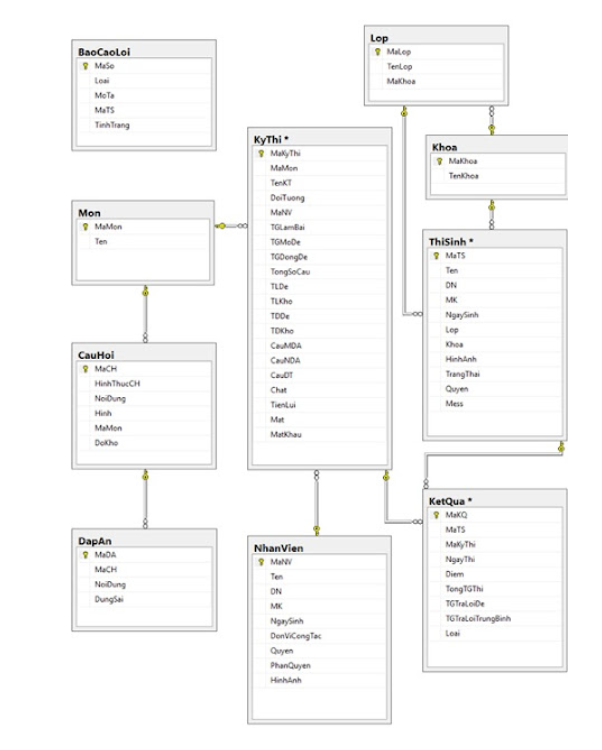 BaoCaoLoi
MaSo
Loai
MoTa
MaTS
TinhTrang
Lop
MaLop
TenLop
MaKhoa
KyThi *
MaKyThi
MaMon
TenKT
DoiTuong
MaNV
TGLamBai
TGMoDe
TGDongDe
TongSoCau
TLDe
TLKho
TDDe
TDKho
CauMDA
CauNDA
CauDT
Chat
TienLui
Mat
MatKhau
Khoa
MaKhoa
TenKhoa
Mon
MaMon
Ten
ThiSinh *
MaTS
Ten
DN
MK
NgaySinh
Lop
Khoa
HinhAnh
TrangThai
Quyen
Mess
CauHoi
MaCH
HinhThucCH
NoiDung
Hinh
MaMon
DoKho
DapAn
MaDA
MaCH
NoiDung
DungSai
NhanVien
MaNV
Ten
DN
MK
NgaySinh
DonViCongTac
Quyen
PhanQuyen
HinhAnh
KetQua *
MaKQ
MaTS
MaKyThi
NgayThi
Diem
TongTGThi
TGTraLoiDe
TGTraLoiTrungBinh
Loai